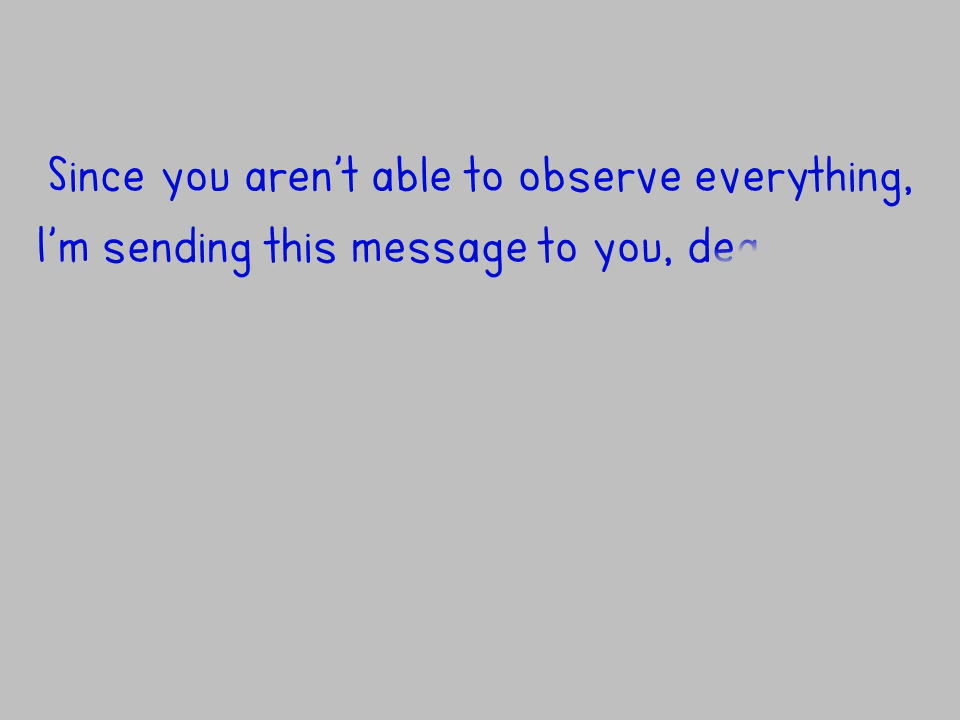 Since you aren't able to observe everything,
I'm sending this message to you,